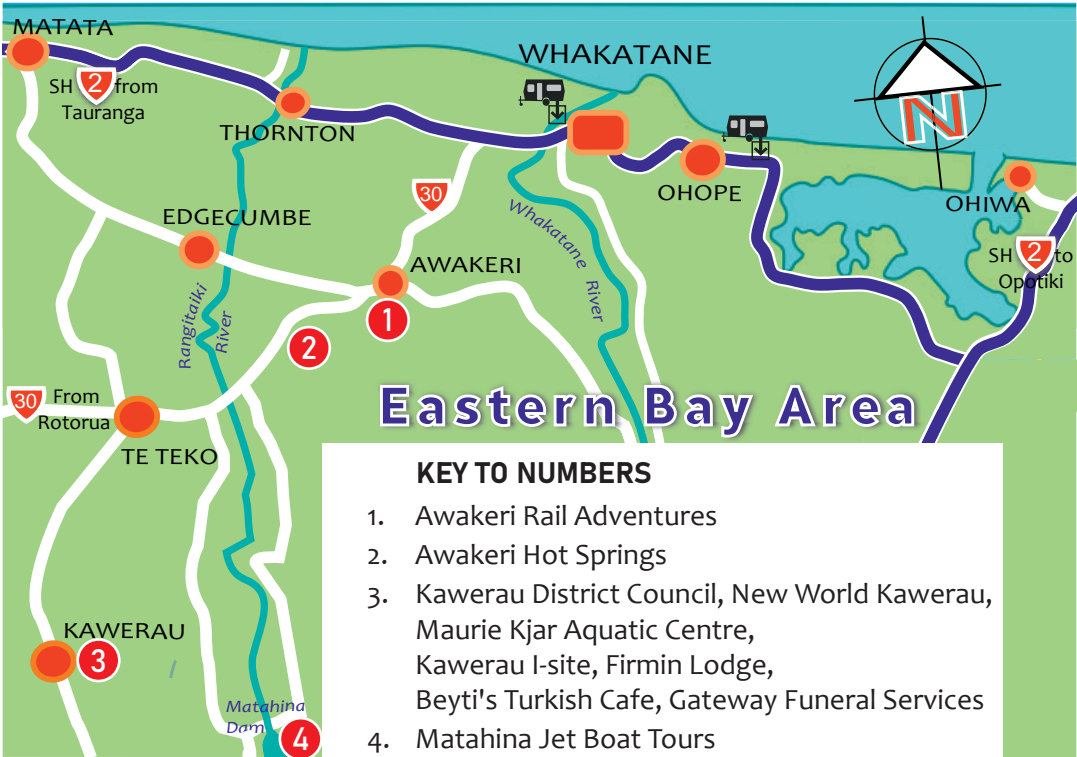 MATATA
SH 2 from
Tauranga
THORNTON
WHAKATANE
N
OHOPE
OHIWA
SH 2 to
Opotiki
30
EDGECUMBE
AWAKERI
Whakatane River
Rangitaiki
River
1
2
30 From
Rotorua
TE TEKO
Eastern Bay Area
KAWERAU
3
Matahina
Dam
4
KEY TO NUMBERS
1. Awakeri Rail Adventures
2. Awakeri Hot Springs
3. Kawerau District Council, New World Kawerau,
Maurie Kjar Aquatic Centre,
Kawerau I-site, Firmin Lodge,
Beyti's Turkish Cafe, Gateway Funeral Services
4. Matahina Jet Boat Tours